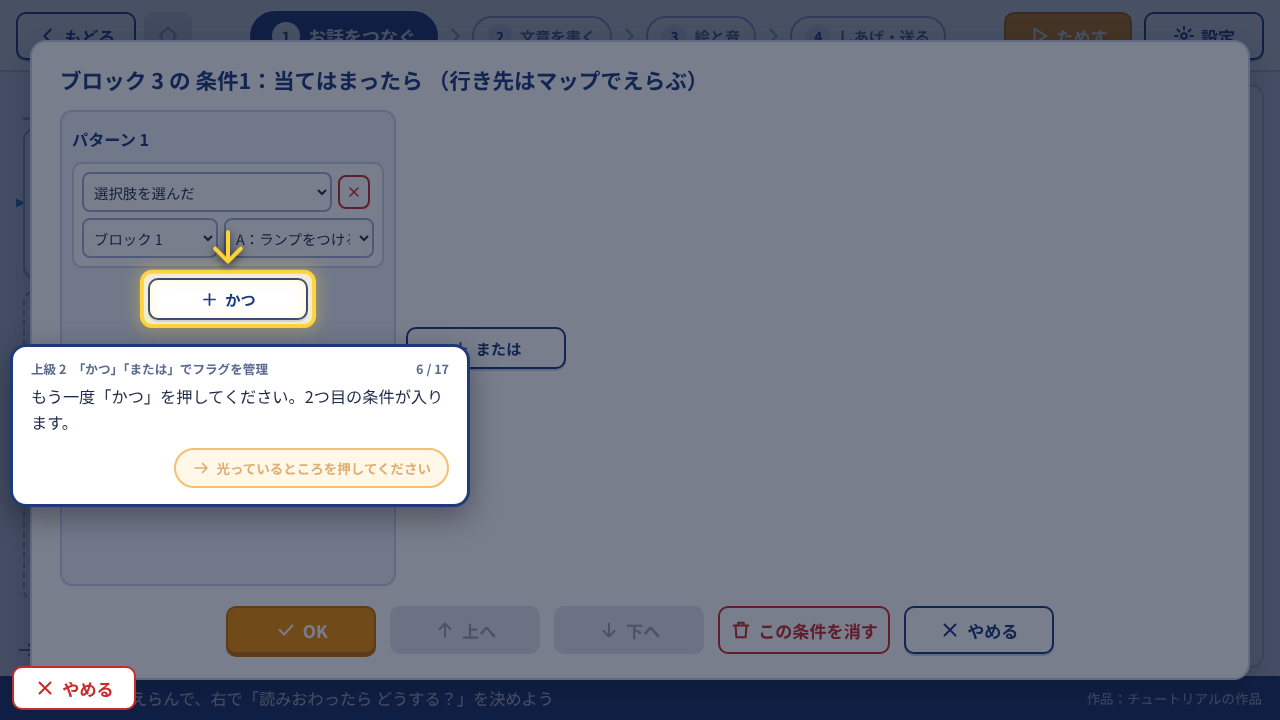 もどる
1 お話をつなぐ
2 文章を書く
3 絵と音
4 しあげ・送る
ためす
設定
ブロック 3 の 条件1：当てはまったら （行き先はマップでえらぶ）
パターン 1
選択肢を選んだ
ブロック 1
A：ランプをつける
＋ かつ
または
上級 2 「かつ」「または」でフラグを管理
6 / 17
もう一度「かつ」を押してください。2つ目の条件が入り
ます。
→ 光っているところを押してください
OK
上へ
下へ
この条件を消す
やめる
やめる
えらんで、右で「読みおわったら どうする？」を決めよう
作品：チュートリアルの作品